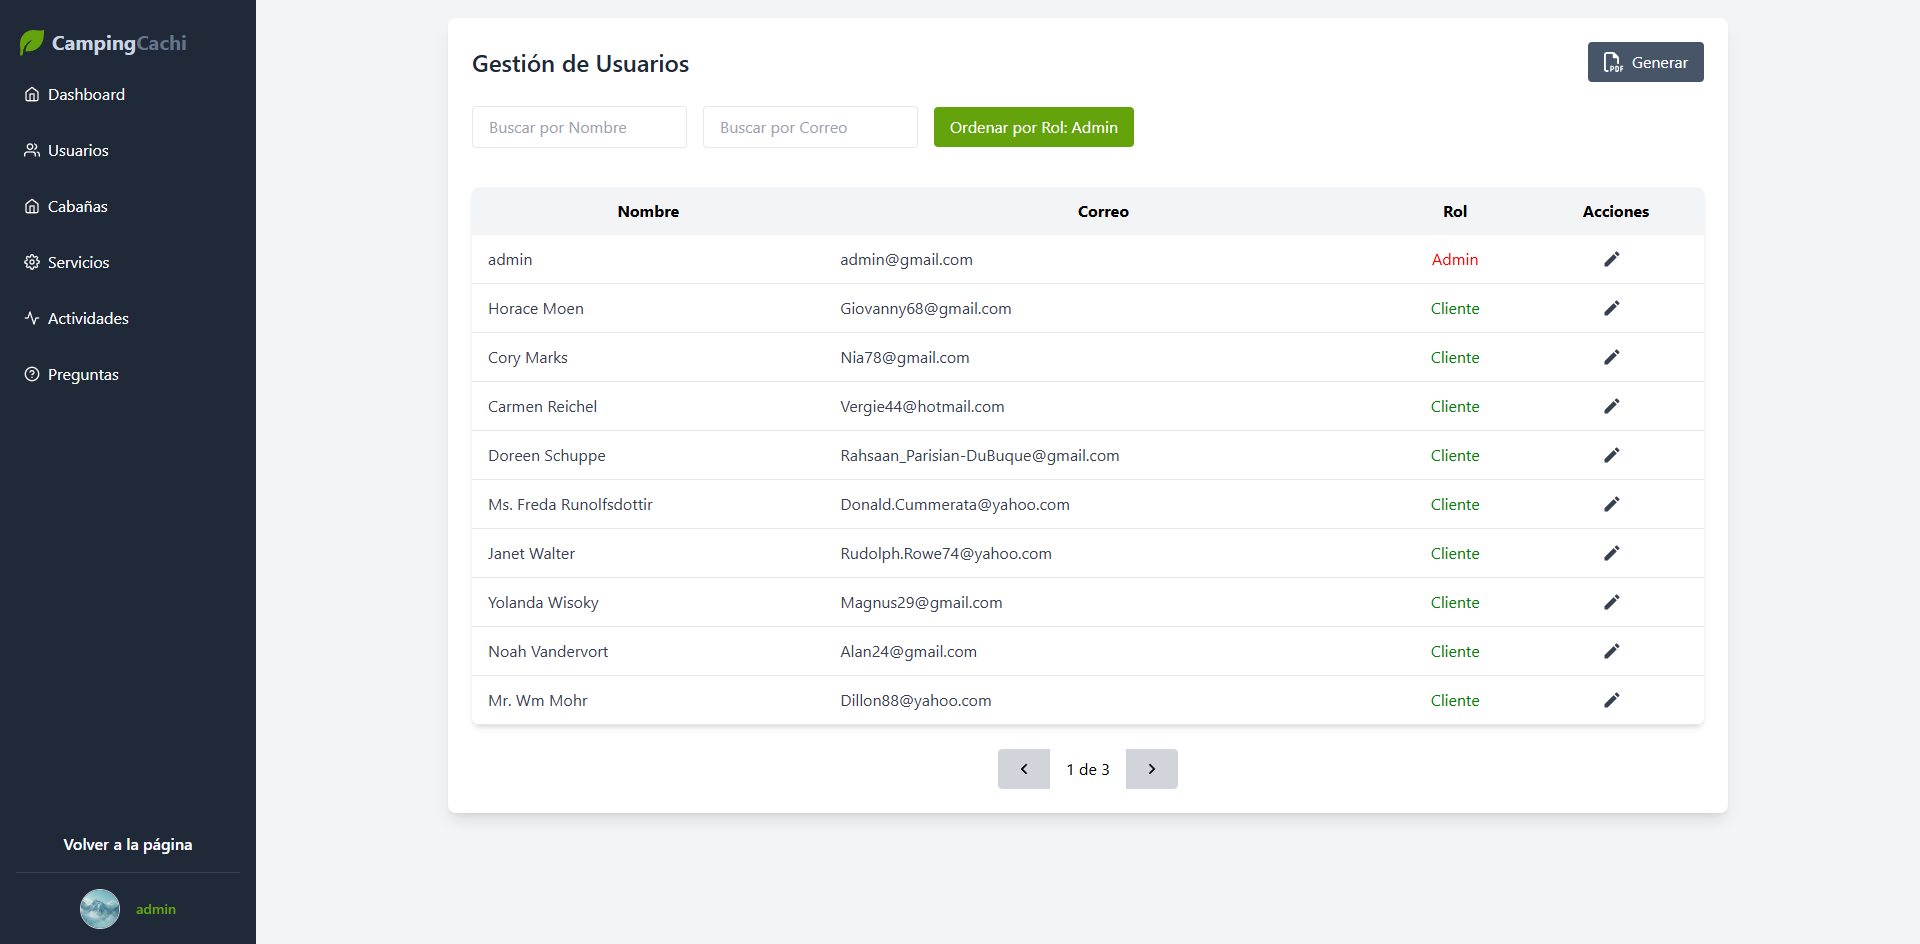 CampingCachi
Dashboard
Usuarios
Cabañas
Servicios
Actividades
Preguntas
Volver a la página
admin
Gestión de Usuarios
PDF Generar
Buscar por Nombre Buscar por Correo Ordenar por Rol: Admin
Nombre Correo Rol Acciones
admin admin@gmail.com Admin
Horace Moen Giovanny68@gmail.com Cliente
Cory Marks Nia78@gmail.com Cliente
Carmen Reichel Vergie44@hotmail.com Cliente
Doreen Schuppe Rahsaan_Parisian-DuBuque@gmail.com Cliente
Ms. Freda Runolfsdottir Donald.Cummerata@yahoo.com Cliente
Janet Walter Rudolph.Rowe74@yahoo.com Cliente
Yolanda Wisoky Magnus29@gmail.com Cliente
Noah Vandervort Alan24@gmail.com Cliente
Mr. Wm Mohr Dillon88@yahoo.com Cliente
1 de 3